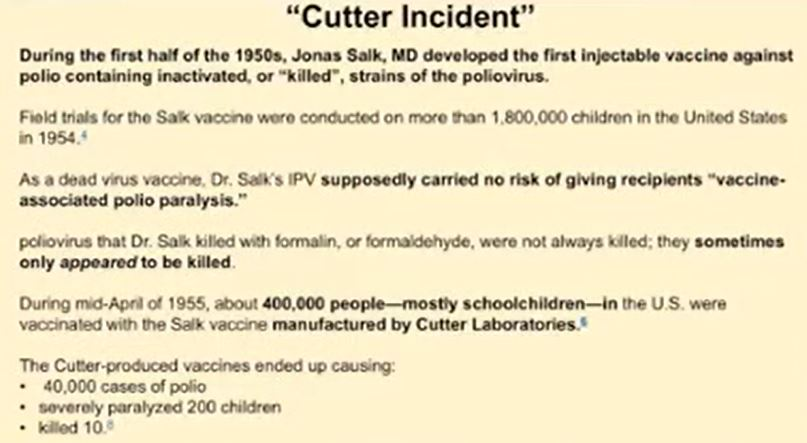 “Cutter Incident”
During the first half of the 1950s, Jonas Salk, MD developed the first injectable vaccine against
polio containing inactivated, or “killed”, strains of the poliovirus.
Field trials for the Salk vaccine were conducted on more than 1,800,000 children in the United States
in 1954.4
As a dead virus vaccine, Dr. Salk’s IPV supposedly carried no risk of giving recipients “vaccine-
associated polio paralysis.”
poliovirus that Dr. Salk killed with formalin, or formaldehyde, were not always killed; they sometimes
only appeared to be killed.
During mid-April of 1955, about 400,000 people—mostly schoolchildren—in the U.S. were
vaccinated with the Salk vaccine manufactured by Cutter Laboratories.
The Cutter-produced vaccines ended up causing:
• 40,000 cases of polio
• severely paralyzed 200 children
• killed 10.